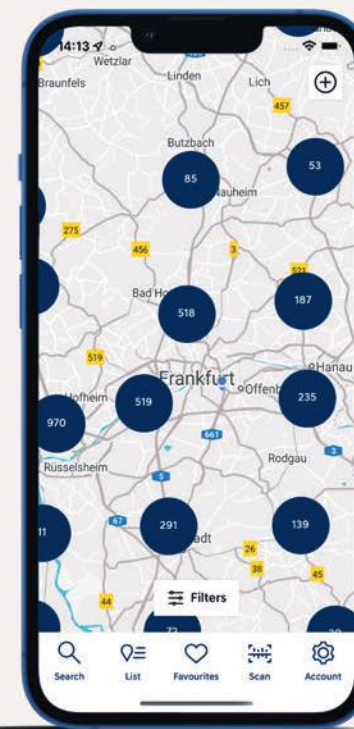 14:13
Wetzlar
Linden
Lich
Braunfels
457
Butzbach
85
53
Nauheim
275
456
3
521
Bad Ho
187
518
519
Hanau
Frankfurt
Offenb
Hofheim
519
235
970
661
3
Rüsselsheim
5
Rodgau
11
67
291
adt
139
26
38
45
44
Filters
72
Search
List
Favourites
Scan
Account